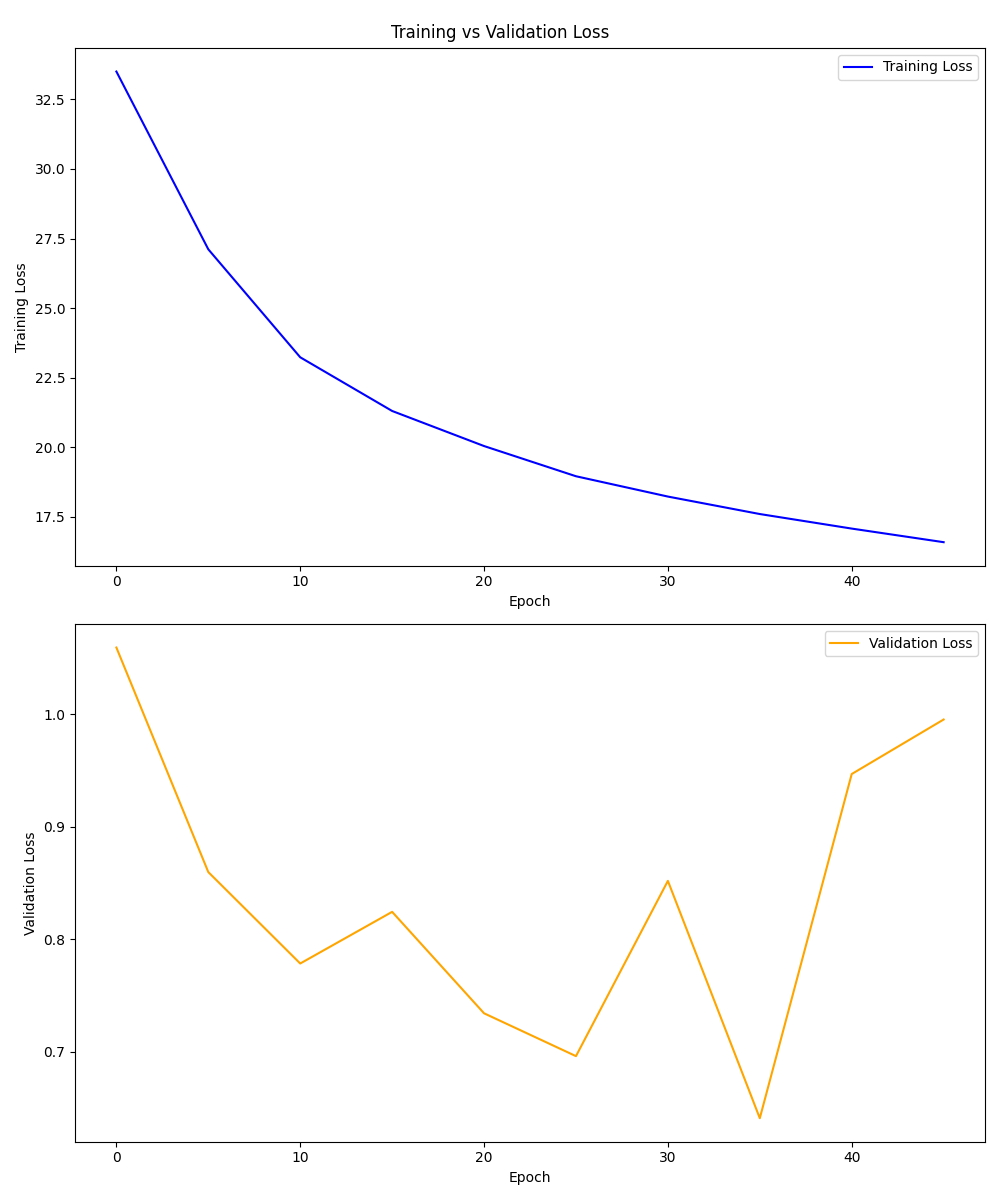 Training vs Validation Loss
Training Loss
32.5
30.0
27.5
25.0
22.5
20.0
17.5
Training Loss
0 10 20 30 40
Epoch
Validation Loss
1.0
0.9
0.8
0.7
Validation Loss
0 10 20 30 40
Epoch